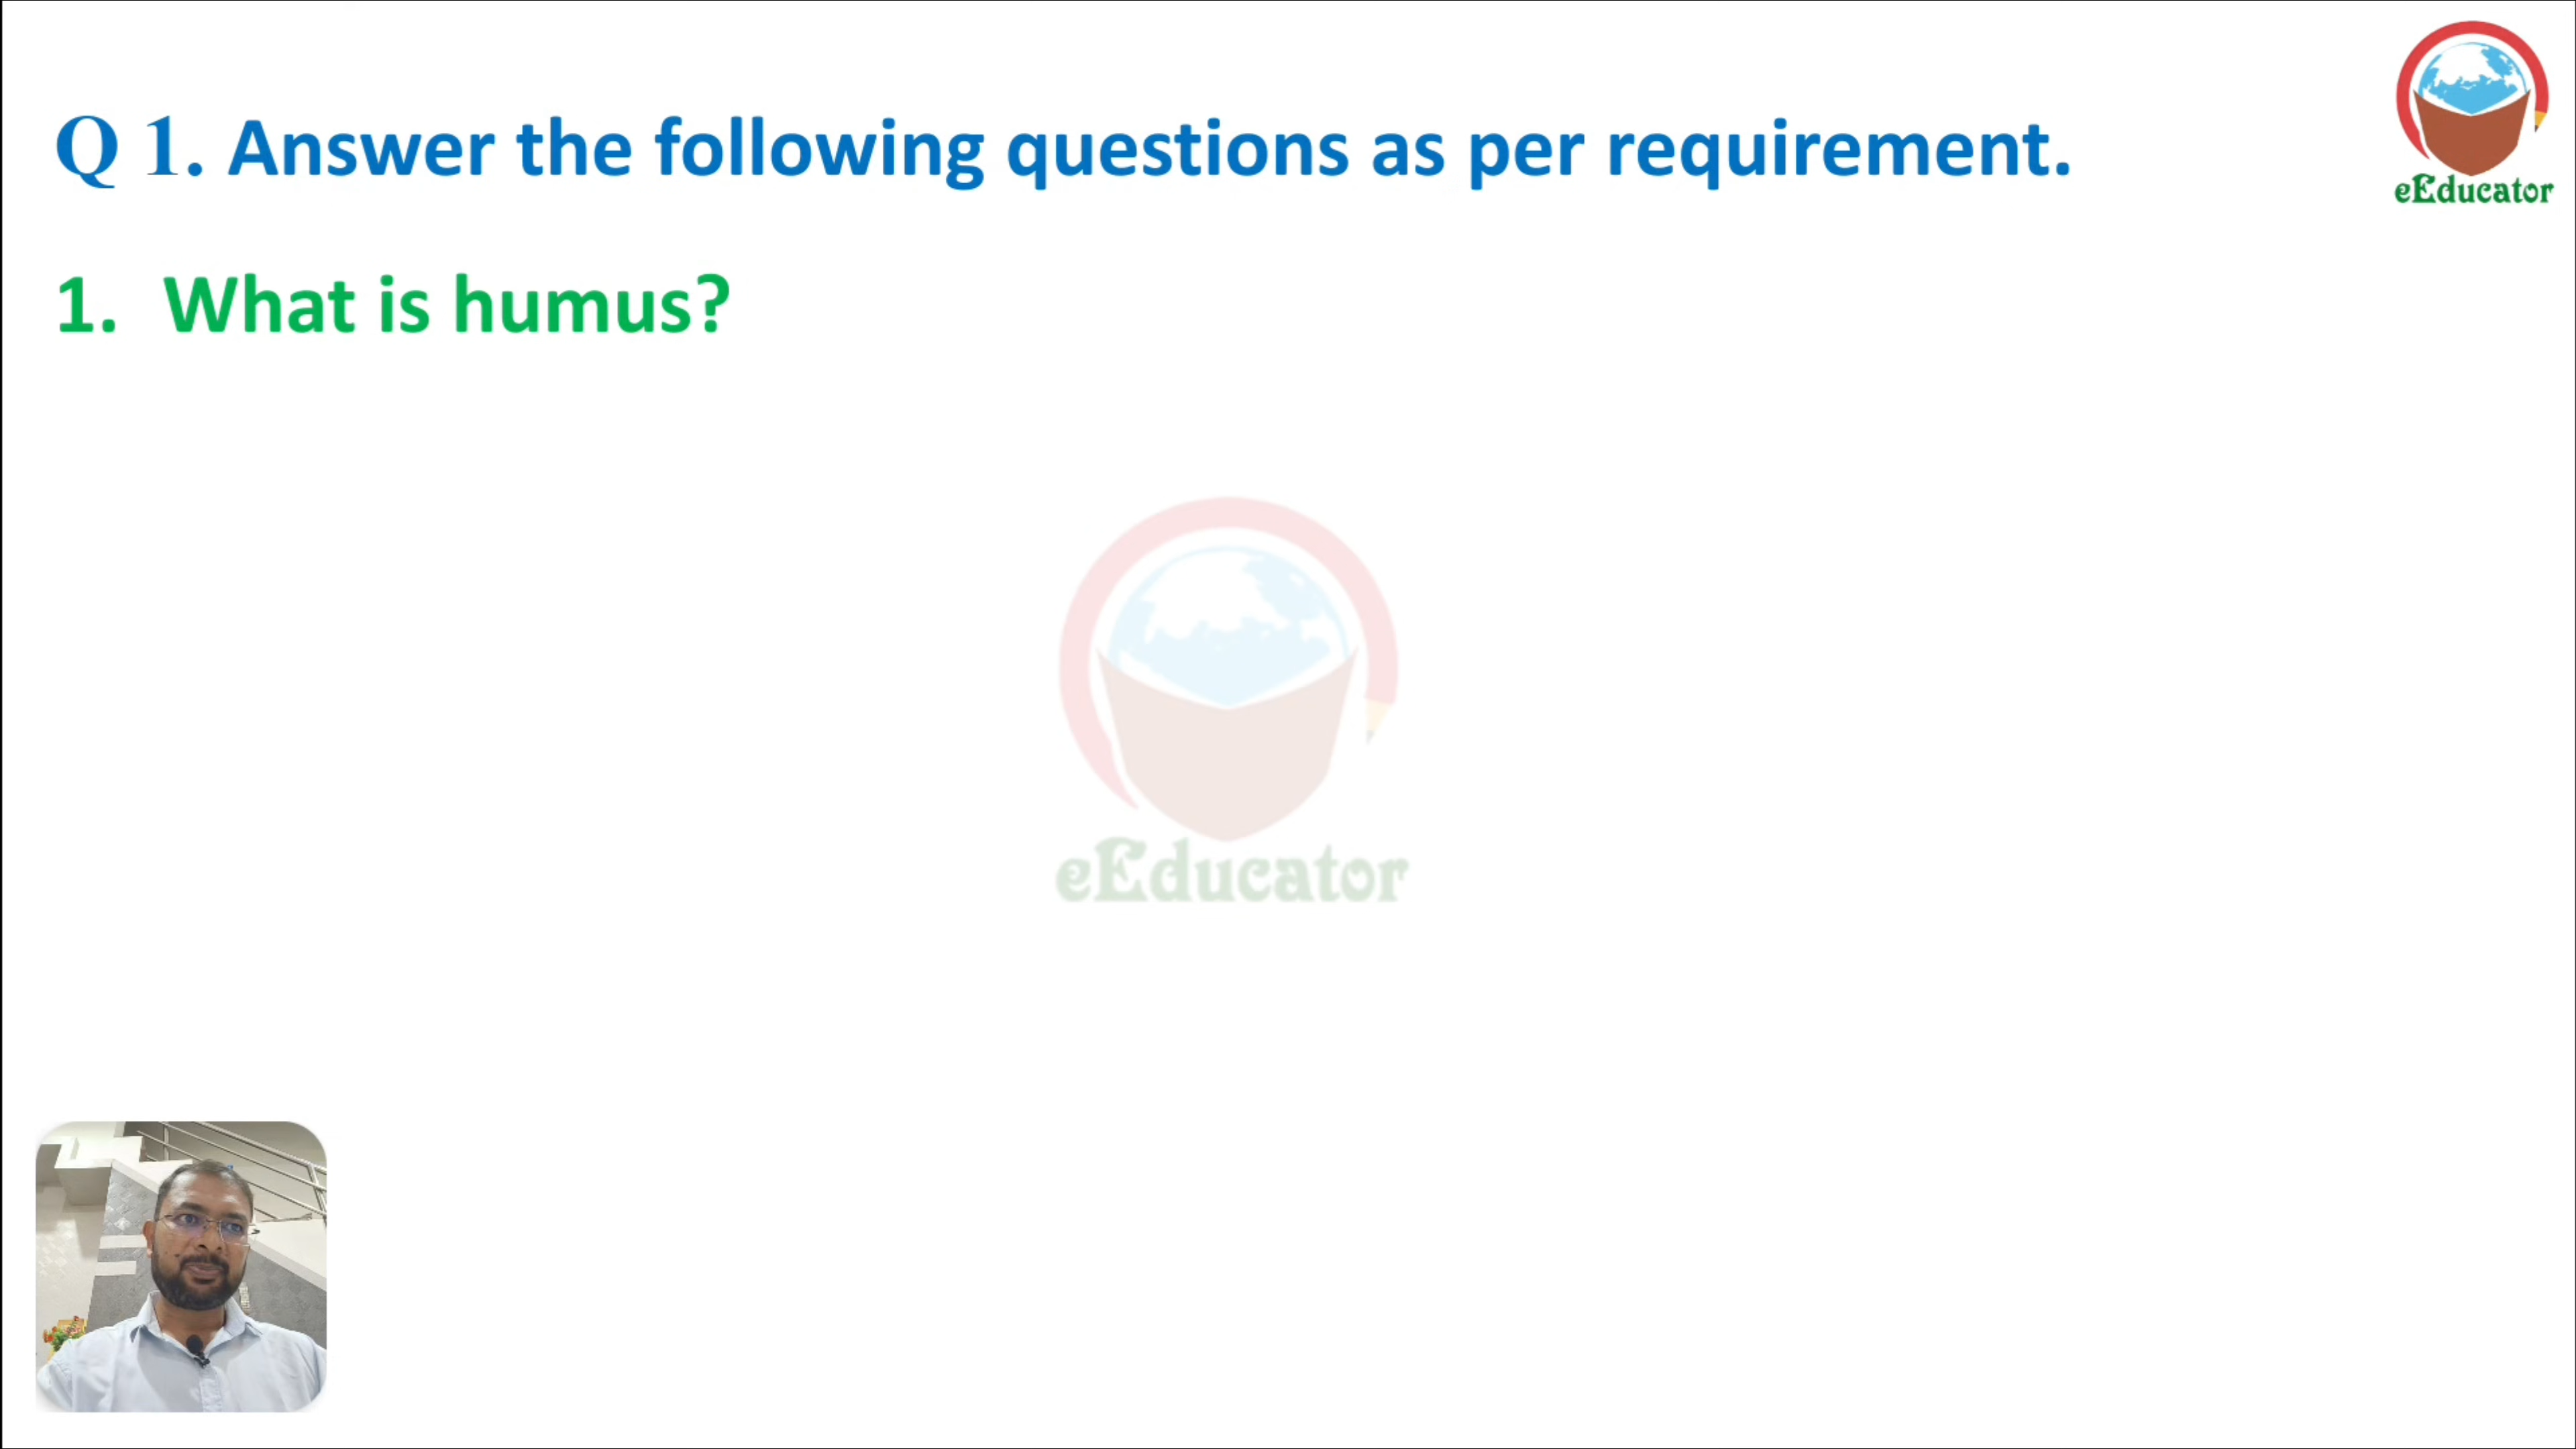 Q 1. Answer the following questions as per requirement.
eEducator
1. What is humus?
eEducator